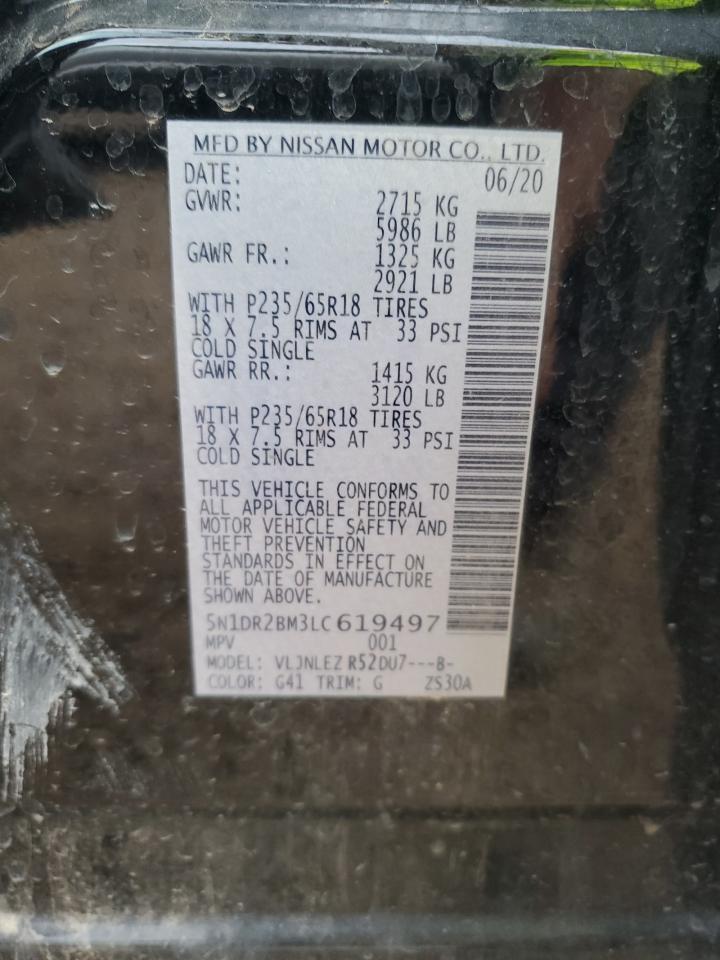 MFD BY NISSAN MOTOR CO., LTD.
DATE: 06/20
GVWR: 2715 KG
5986 LB
GAWR FR.: 1325 KG
2921 LB
WITH P235/65R18 TIRES
18 X 7.5 RIMS AT 33 PSI
COLD SINGLE
GAWR RR.: 1415 KG
3120 LB
WITH P235/65R18 TIRES
18 X 7.5 RIMS AT 33 PSI
COLD SINGLE
THIS VEHICLE CONFORMS TO
ALL APPLICABLE FEDERAL
MOTOR VEHICLE SAFETY AND
THEFT PREVENTION
STANDARDS IN EFFECT ON
THE DATE OF MANUFACTURE
SHOWN ABOVE.
5N1DR2BM3LC619497
MPV 001
MODEL: VLJNLEZ R52DU7---B-
COLOR: G41 TRIM: G ZS30A